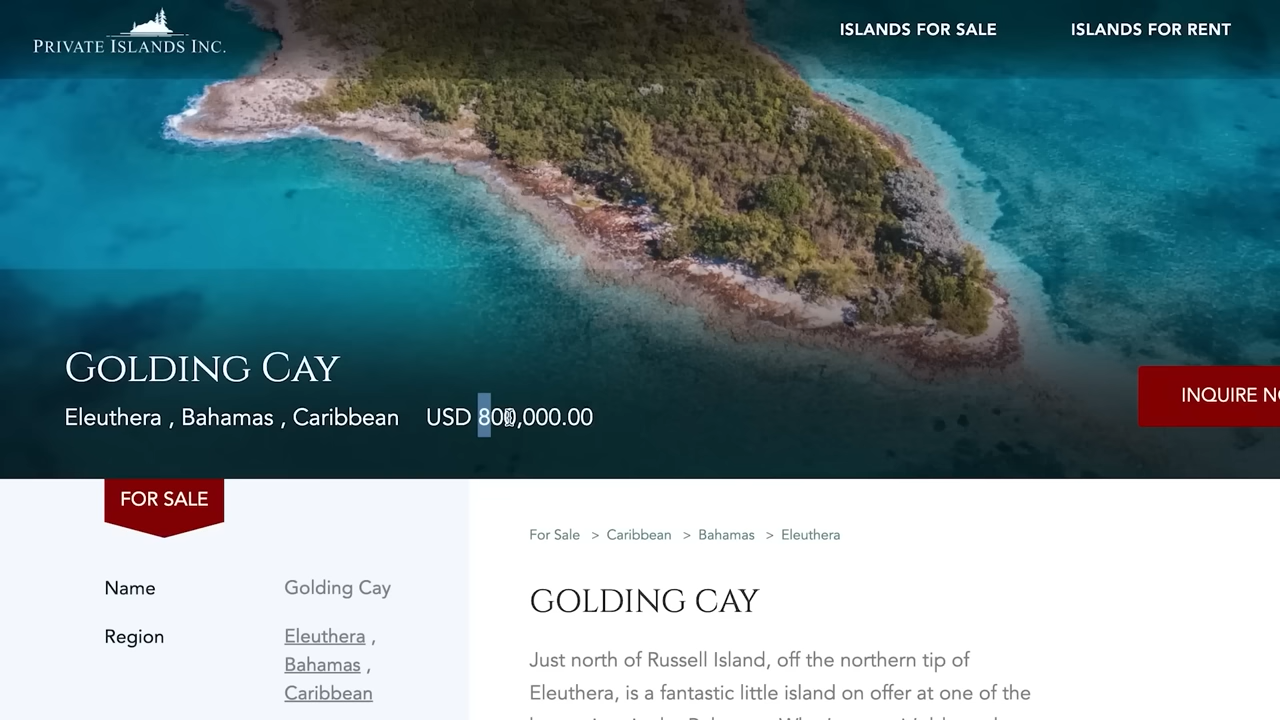 PRIVATE ISLANDS INC.
ISLANDS FOR SALE
ISLANDS FOR RENT
GOLDING CAY
Eleuthera , Bahamas , Caribbean USD 800,000.00
INQUIRE NO
FOR SALE
For Sale > Caribbean > Bahamas > Eleuthera
Name Golding Cay
Region Eleuthera ,
Bahamas ,
Caribbean
GOLDING CAY
Just north of Russell Island, off the northern tip of
Eleuthera, is a fantastic little island on offer at one of the